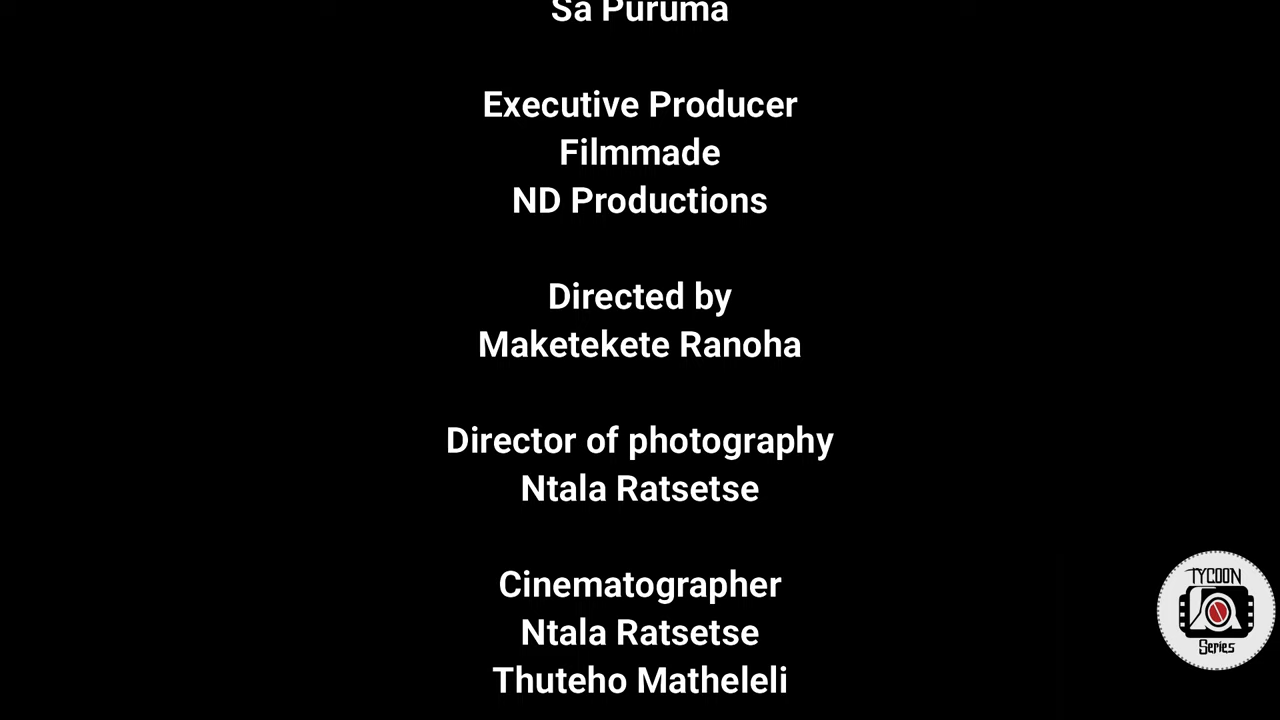 Sa Puruma
Executive Producer
Filmmade
ND Productions
Directed by
Maketekete Ranoha
Director of photography
Ntala Ratsetse
Cinematographer
Ntala Ratsetse
Thuteho Matheleli
TYCOON
Series